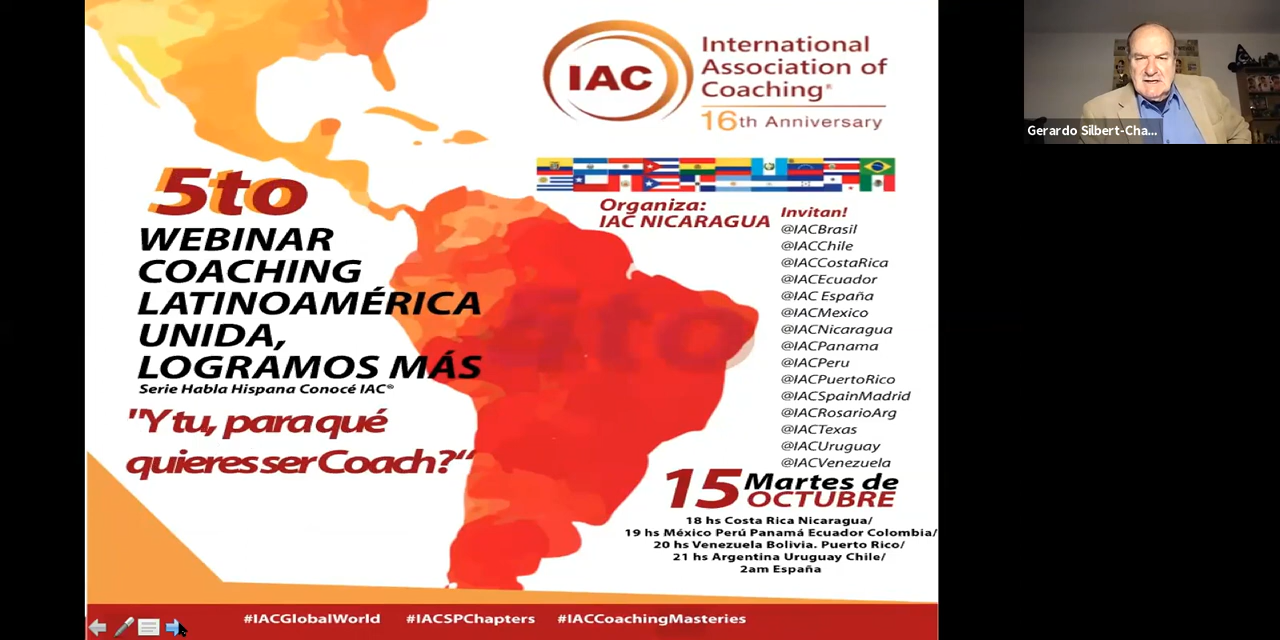 IAC
International
Association of
Coaching®
16th Anniversary
5to
WEBINAR
COACHING
LATINOAMÉRICA
UNIDA,
LOGRAMOS MÁS
Serie Habla Hispana Conocé IAC®
"Y tu, para qué
quieres ser Coach?“
5to
Organiza:
IAC NICARAGUA
Invitan!
@IACBrasil
@IACChile
@IACCostaRica
@IACEcuador
@IAC España
@IACMexico
@IACNicaragua
@IACPanama
@IACPeru
@IACPuertoRico
@IACSpainMadrid
@IACRosarioArg
@IACTexas
@IACUruguay
@IACVenezuela
15 Martes de
OCTUBRE
18 hs Costa Rica Nicaragua/
19 hs México Perú Panamá Ecuador Colombia/
20 hs Venezuela Bolivia. Puerto Rico/
21 hs Argentina Uruguay Chile/
2am España
#IACGlobalWorld #IACSPChapters #IACCoachingMasteries
Gerardo Silbert-Cha...